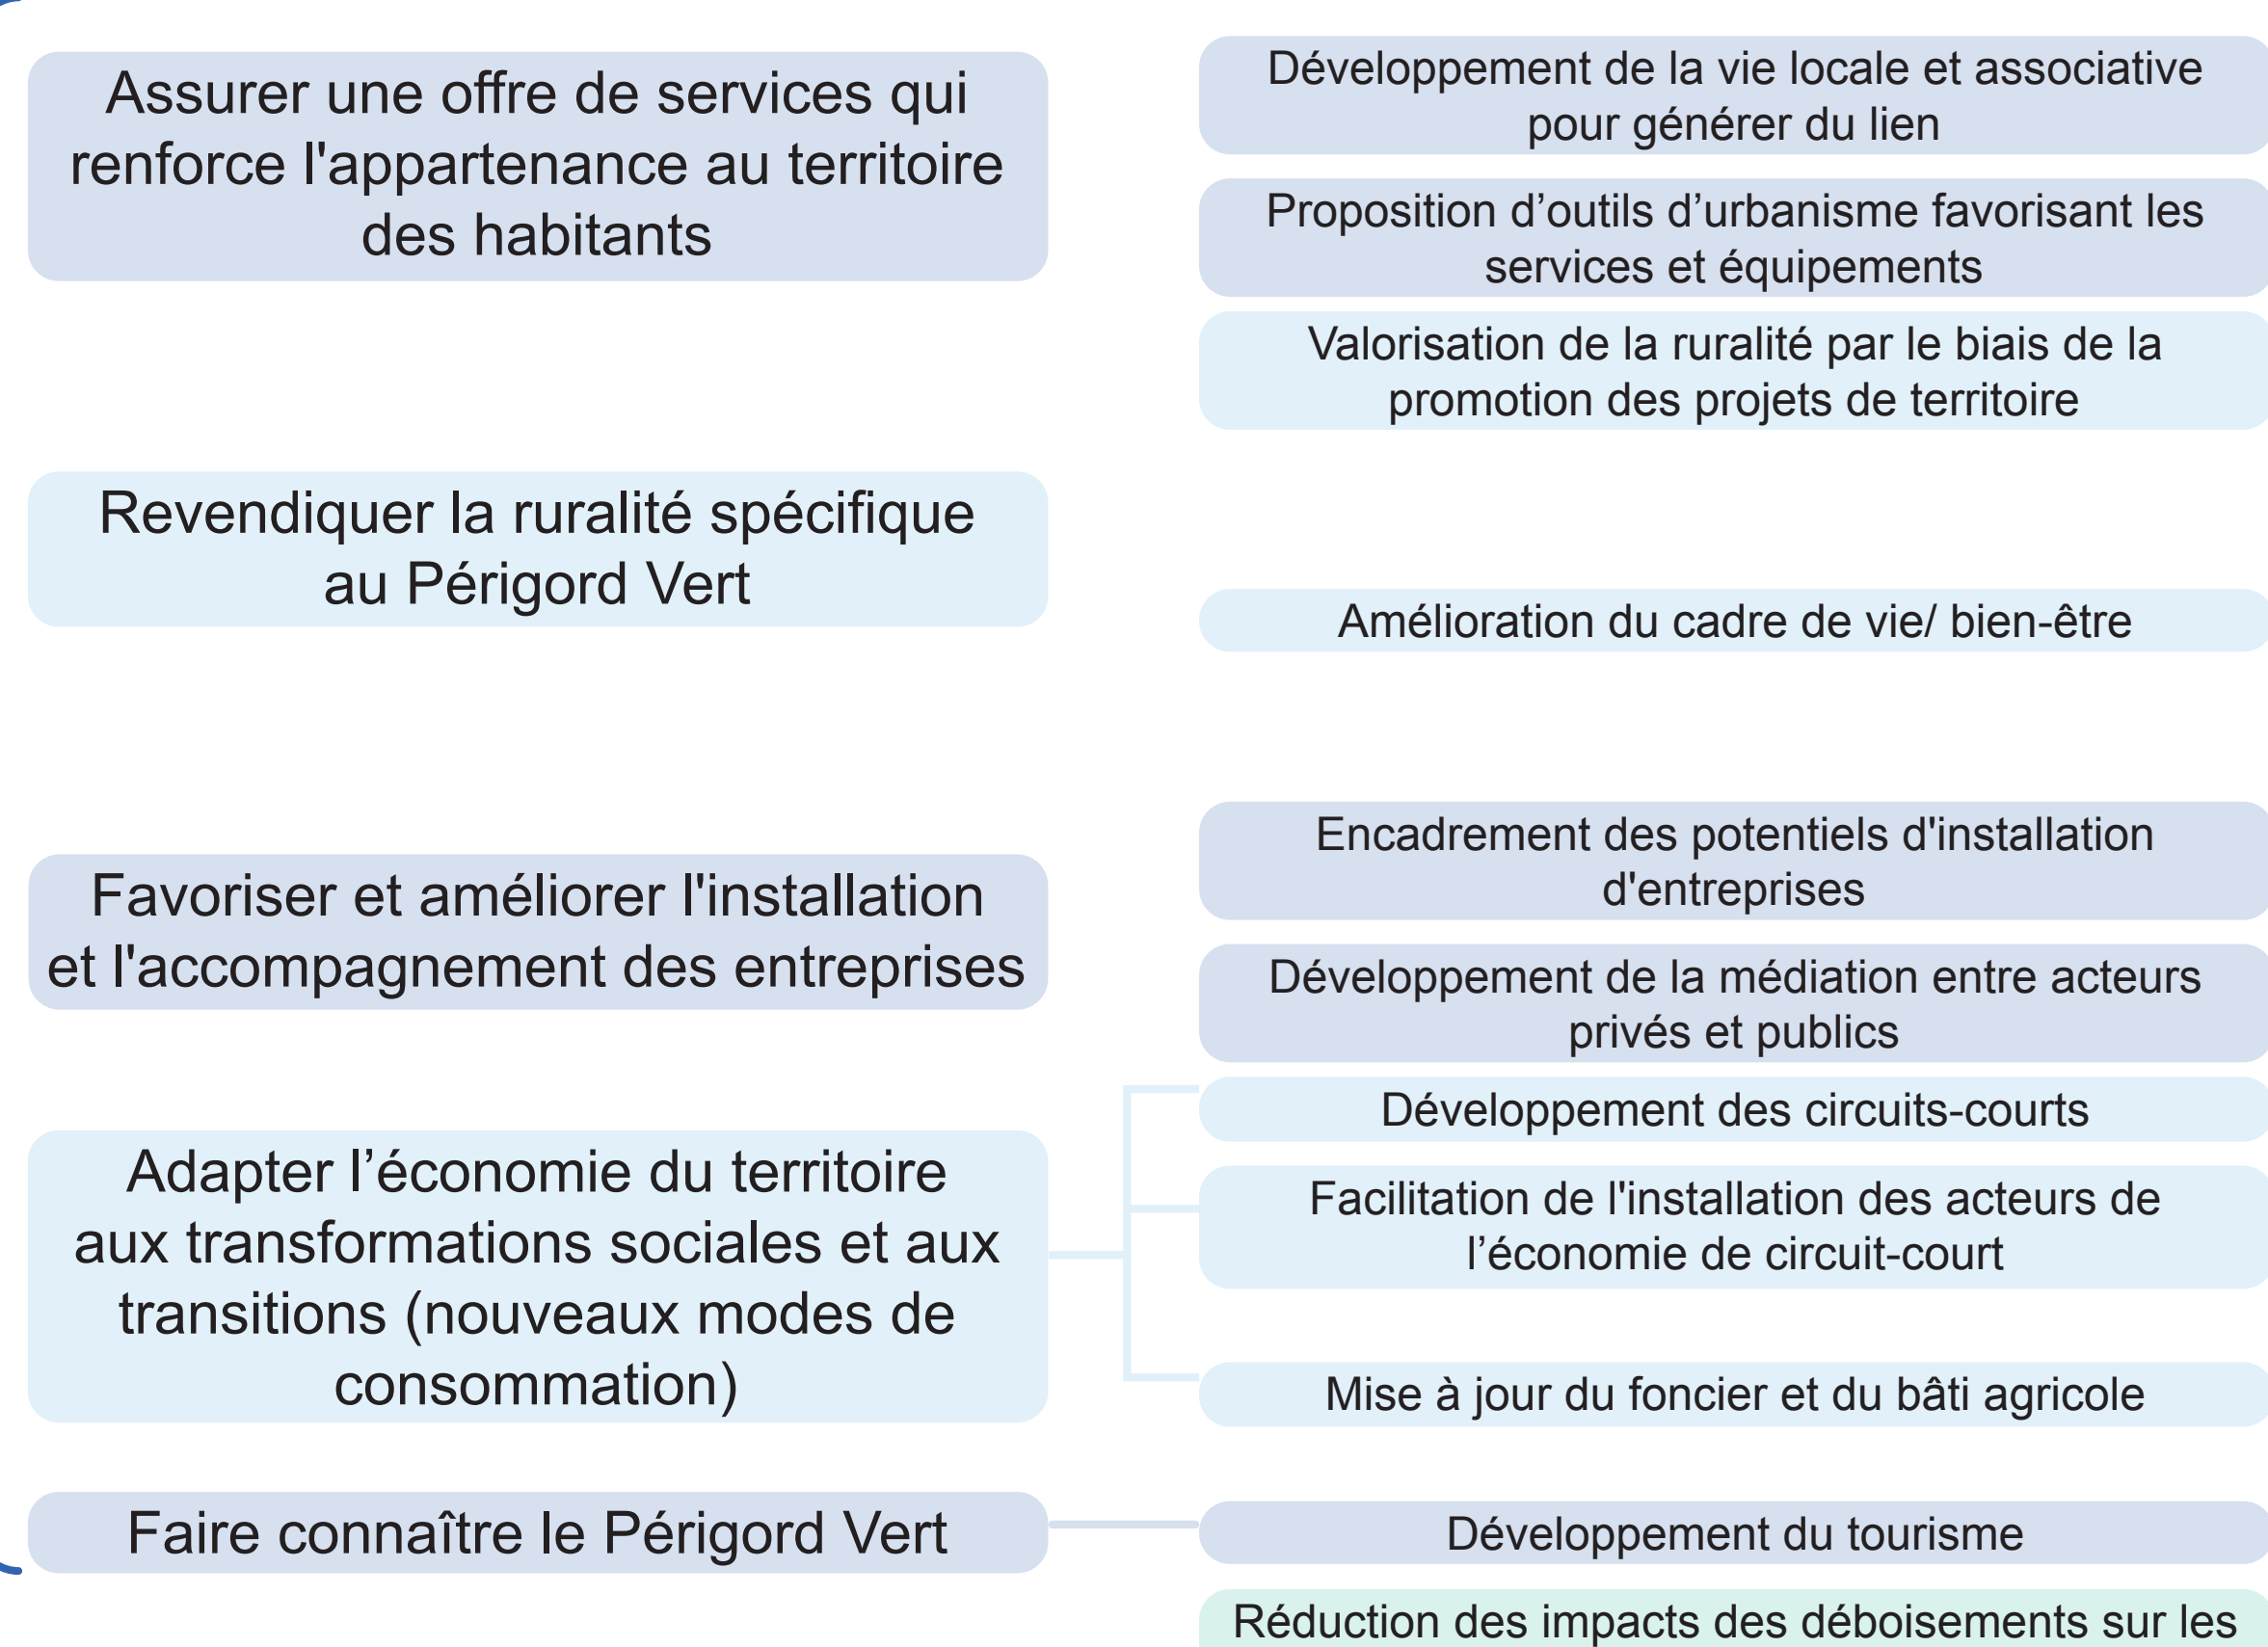 Assurer une offre de services qui
renforce l'appartenance au territoire
des habitants
Développement de la vie locale et associative
pour générer du lien
Proposition d’outils d’urbanisme favorisant les
services et équipements
Revendiquer la ruralité spécifique
au Périgord Vert
Valorisation de la ruralité par le biais de la
promotion des projets de territoire
Amélioration du cadre de vie/ bien-être
Favoriser et améliorer l'installation
et l'accompagnement des entreprises
Encadrement des potentiels d'installation
d'entreprises
Développement de la médiation entre acteurs
privés et publics
Adapter l’économie du territoire
aux transformations sociales et aux
transitions (nouveaux modes de
consommation)
Développement des circuits-courts
Facilitation de l'installation des acteurs de
l’économie de circuit-court
Mise à jour du foncier et du bâti agricole
Faire connaître le Périgord Vert
Développement du tourisme
Réduction des impacts des déboisements sur les